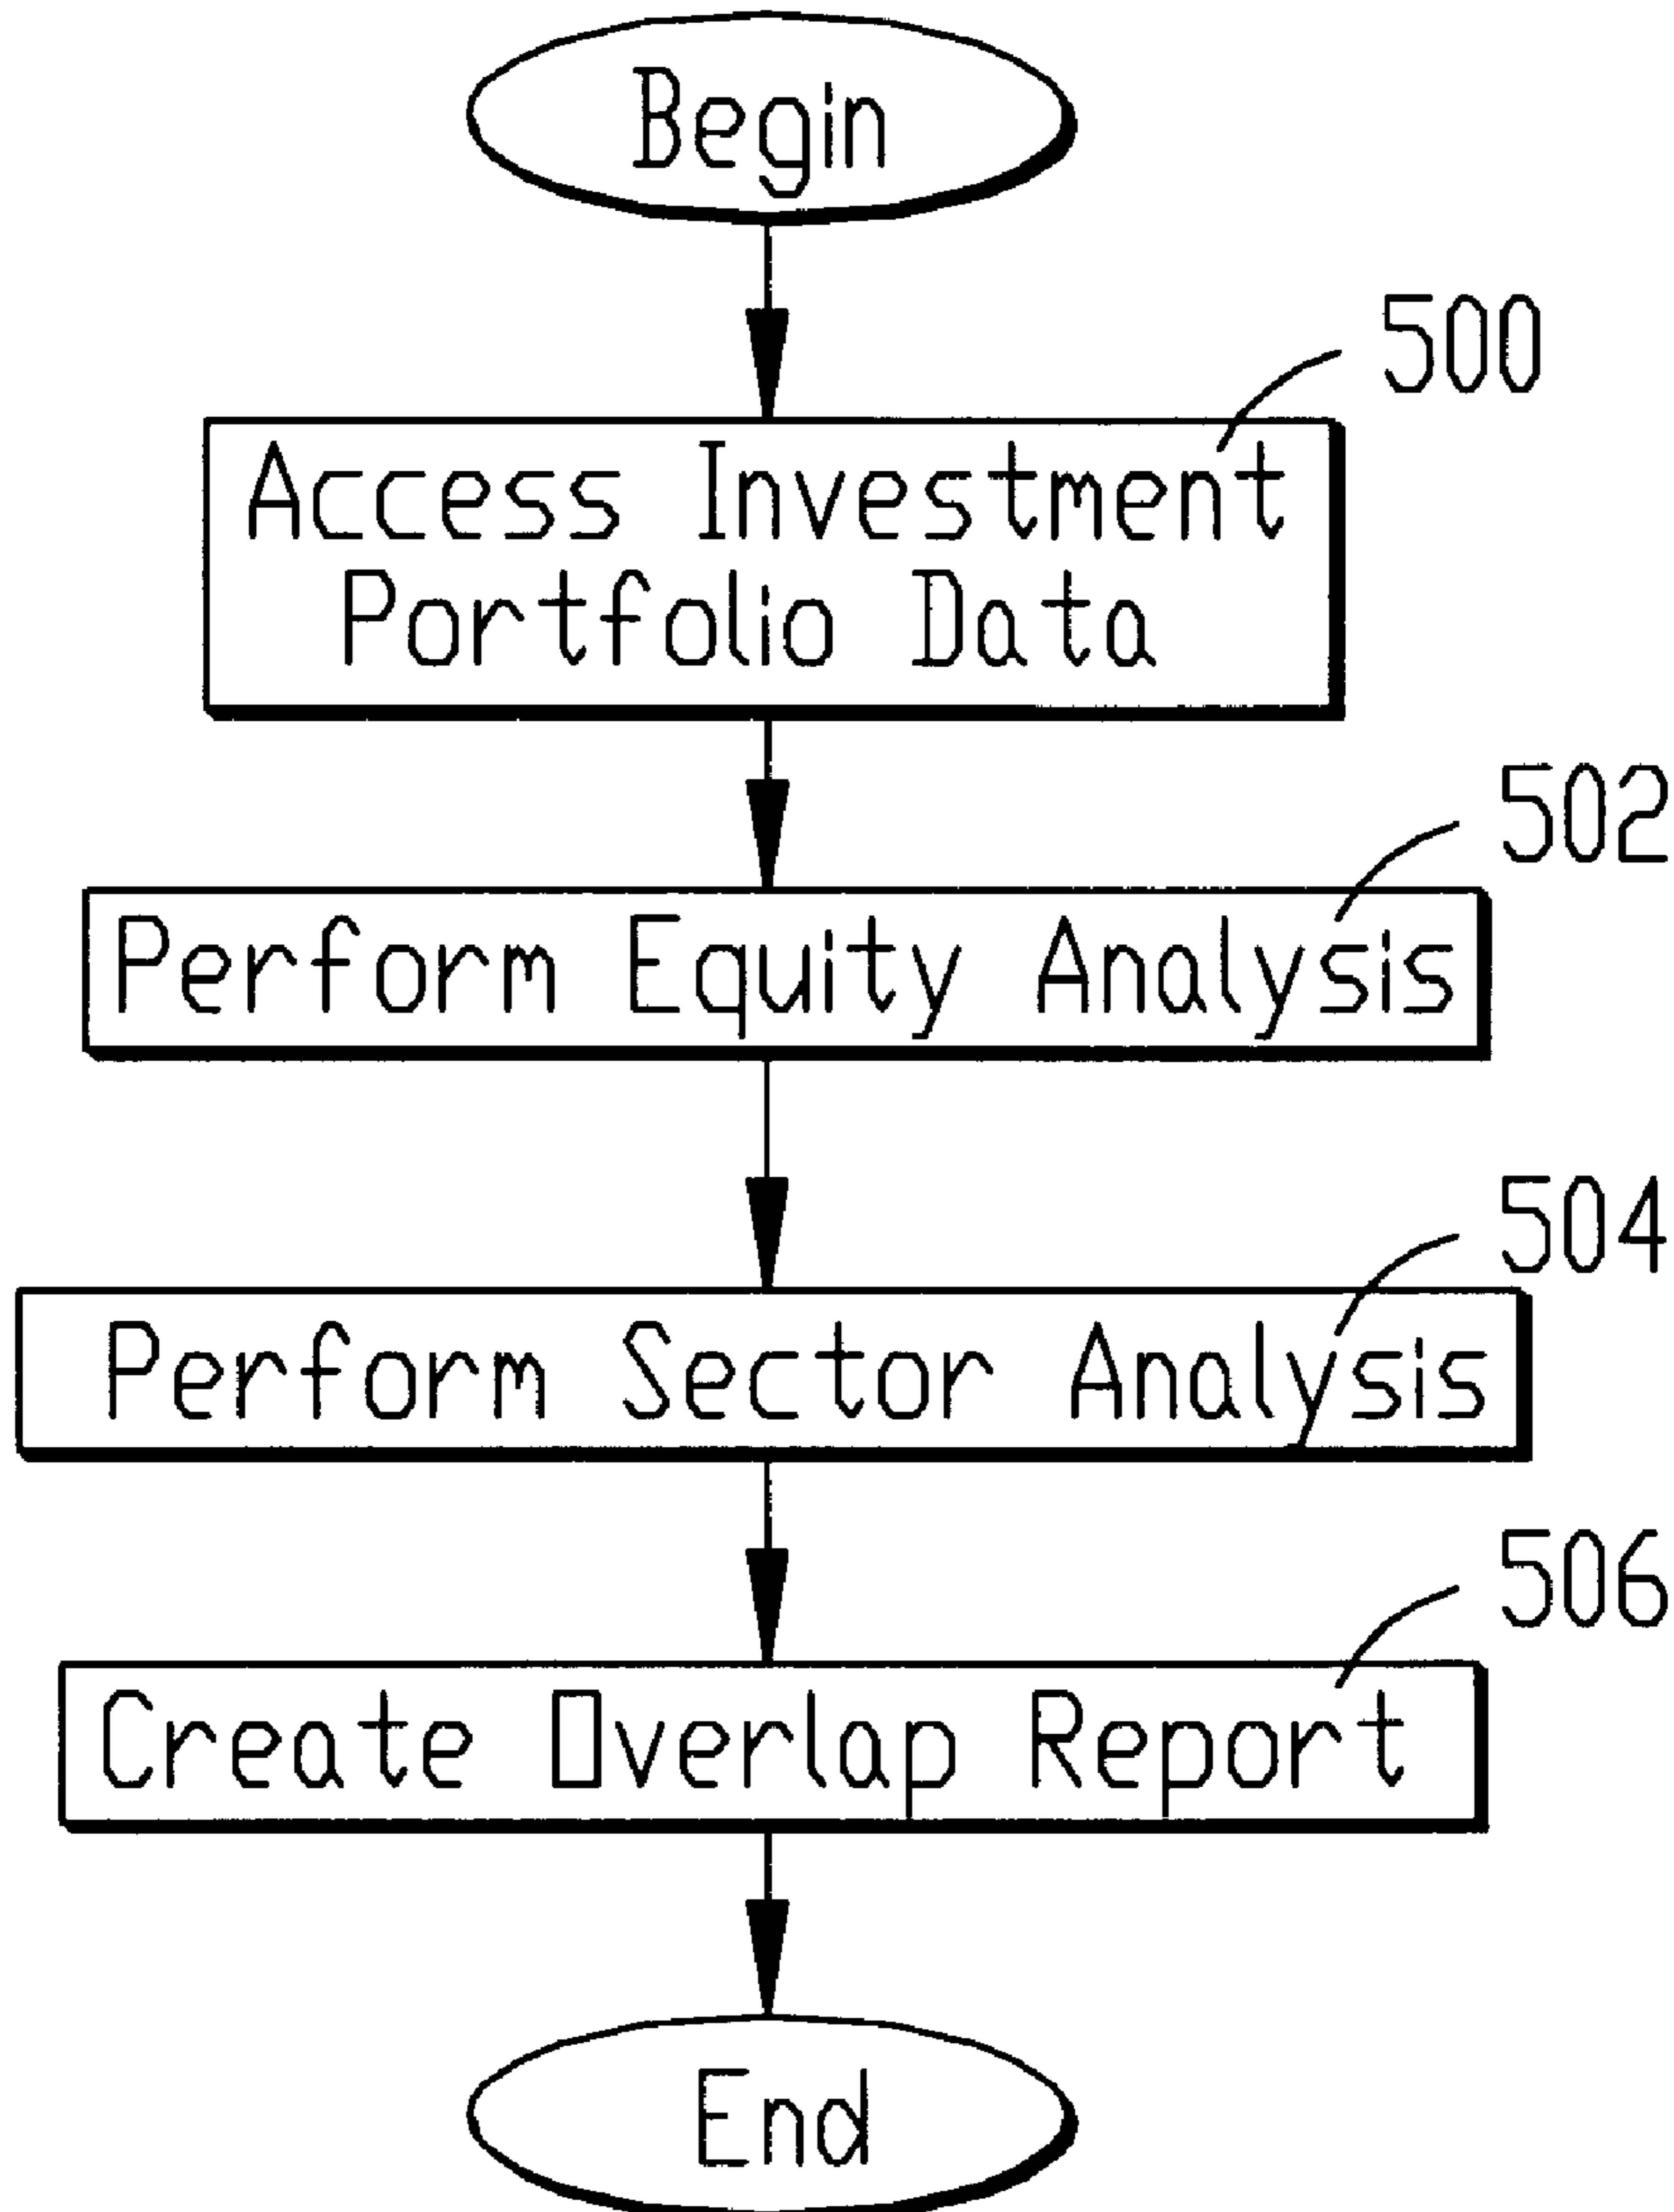 Begin
500
Access Investment
Portfolio Data
502
Perform Equity Analysis
504
Perform Sector Analysis
506
Create Overlap Report
End